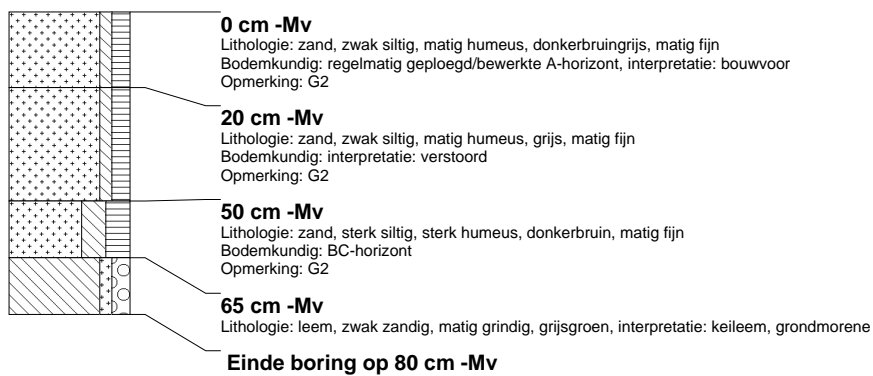 0 cm -Mv
Lithologie: zand, zwak siltig, matig humeus, donkerbruingrijs, matig fijn
Bodemkundig: regelmatig geploegd/bewerkte A-horizont, interpretatie: bouwvoor
Opmerking: G2
20 cm -Mv
Lithologie: zand, zwak siltig, matig humeus, grijs, matig fijn
Bodemkundig: interpretatie: verstoord
Opmerking: G2
50 cm -Mv
Lithologie: zand, sterk siltig, sterk humeus, donkerbruin, matig fijn
Bodemkundig: BC-horizont
Opmerking: G2
65 cm -Mv
Lithologie: leem, zwak zandig, matig grindig, grijsgroen, interpretatie: keileem, grondmorene
Einde boring op 80 cm -Mv